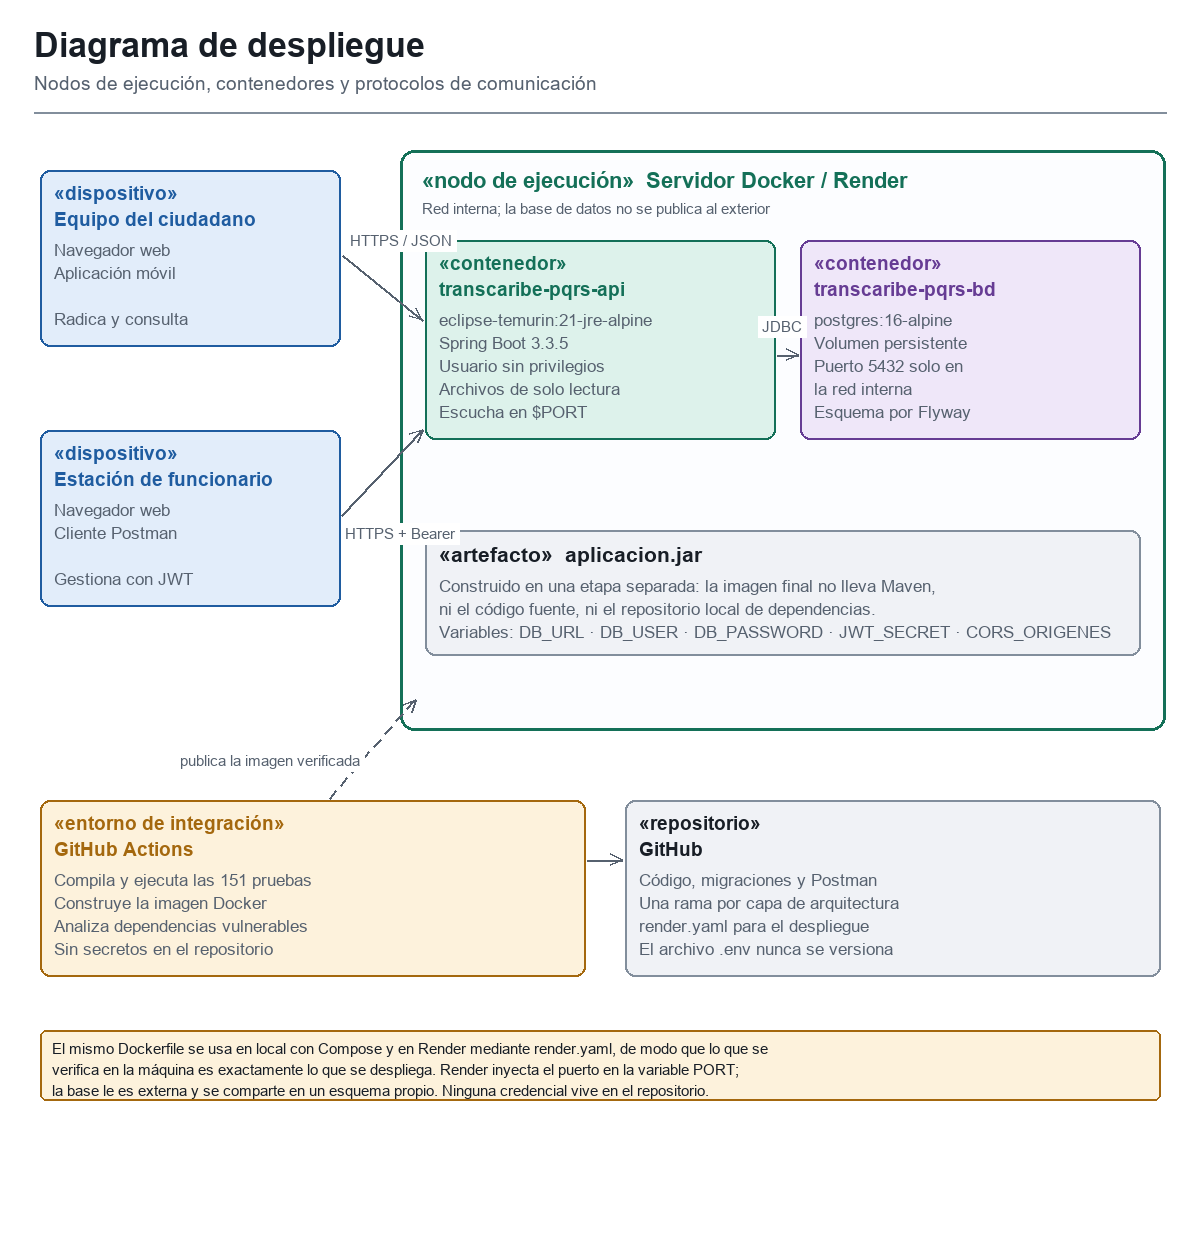 Diagrama de despliegue
Nodos de ejecución, contenedores y protocolos de comunicación
«dispositivo»
Equipo del ciudadano
Navegador web
Aplicación móvil
Radica y consulta
HTTPS / JSON
«nodo de ejecución»  Servidor Docker / Render
Red interna; la base de datos no se publica al exterior
«contenedor»
transcaribe-pqrs-api
eclipse-temurin:21-jre-alpine
Spring Boot 3.3.5
Usuario sin privilegios
Archivos de solo lectura
Escucha en $PORT
JDBC
«contenedor»
transcaribe-pqrs-bd
postgres:16-alpine
Volumen persistente
Puerto 5432 solo en
la red interna
Esquema por Flyway
«dispositivo»
Estación de funcionario
Navegador web
Cliente Postman
Gestiona con JWT
HTTPS + Bearer
«artefacto»  aplicacion.jar
Construido en una etapa separada: la imagen final no lleva Maven,
ni el código fuente, ni el repositorio local de dependencias.
Variables: DB_URL · DB_USER · DB_PASSWORD · JWT_SECRET · CORS_ORIGENES
publica la imagen verificada
«entorno de integración»
GitHub Actions
Compila y ejecuta las 151 pruebas
Construye la imagen Docker
Analiza dependencias vulnerables
Sin secretos en el repositorio
«repositorio»
GitHub
Código, migraciones y Postman
Una rama por capa de arquitectura
render.yaml para el despliegue
El archivo .env nunca se versiona
El mismo Dockerfile se usa en local con Compose y en Render mediante render.yaml, de modo que lo que se
verifica en la máquina es exactamente lo que se despliega. Render inyecta el puerto en la variable PORT;
la base le es externa y se comparte en un esquema propio. Ninguna credencial vive en el repositorio.